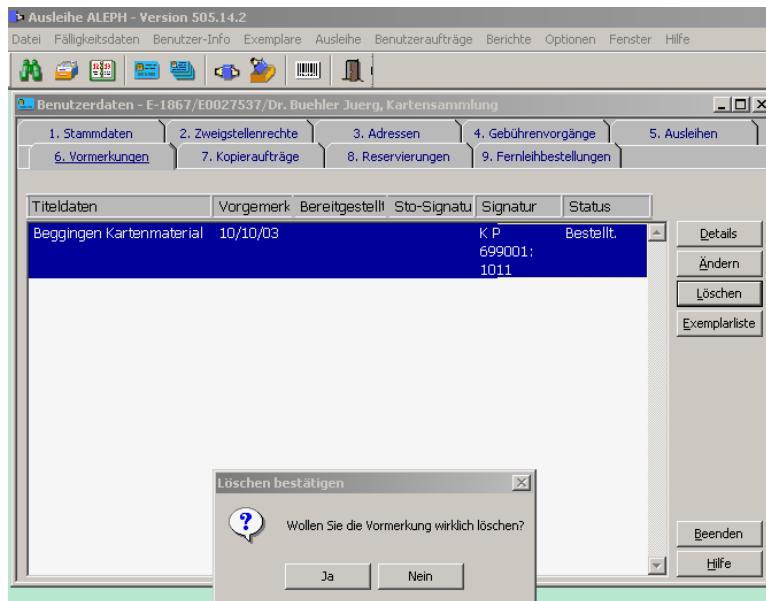 Ausleihe ALEPH - Version 505.14.2
Datei Fälligkeitsdaten Benutzer-Info Exemplare Ausleihe Benutzeraufträge Berichte Optionen Fenster Hilfe
Benutzerdaten - E-1867/E0027537/Dr. Buehler Juerg, Kartensammlung
1. Stammdaten 2. Zweigstellenrechte 3. Adressen 4. Gebührenvorgänge 5. Ausleihen
6. Vormerkungen 7. Kopieraufträge 8. Reservierungen 9. Fernleihbestellungen
Titeldaten Vorgemerk Bereitgestellt Sto-Signatu Signatur Status
Beggingen Kartenmaterial 10/10/03 K P Bestellt.
699001:
1011
Details
Ändern
Löschen
Exemplarliste
Löschen bestätigen
Wollen Sie die Vormerkung wirklich löschen?
Ja Nein
Beenden
Hilfe